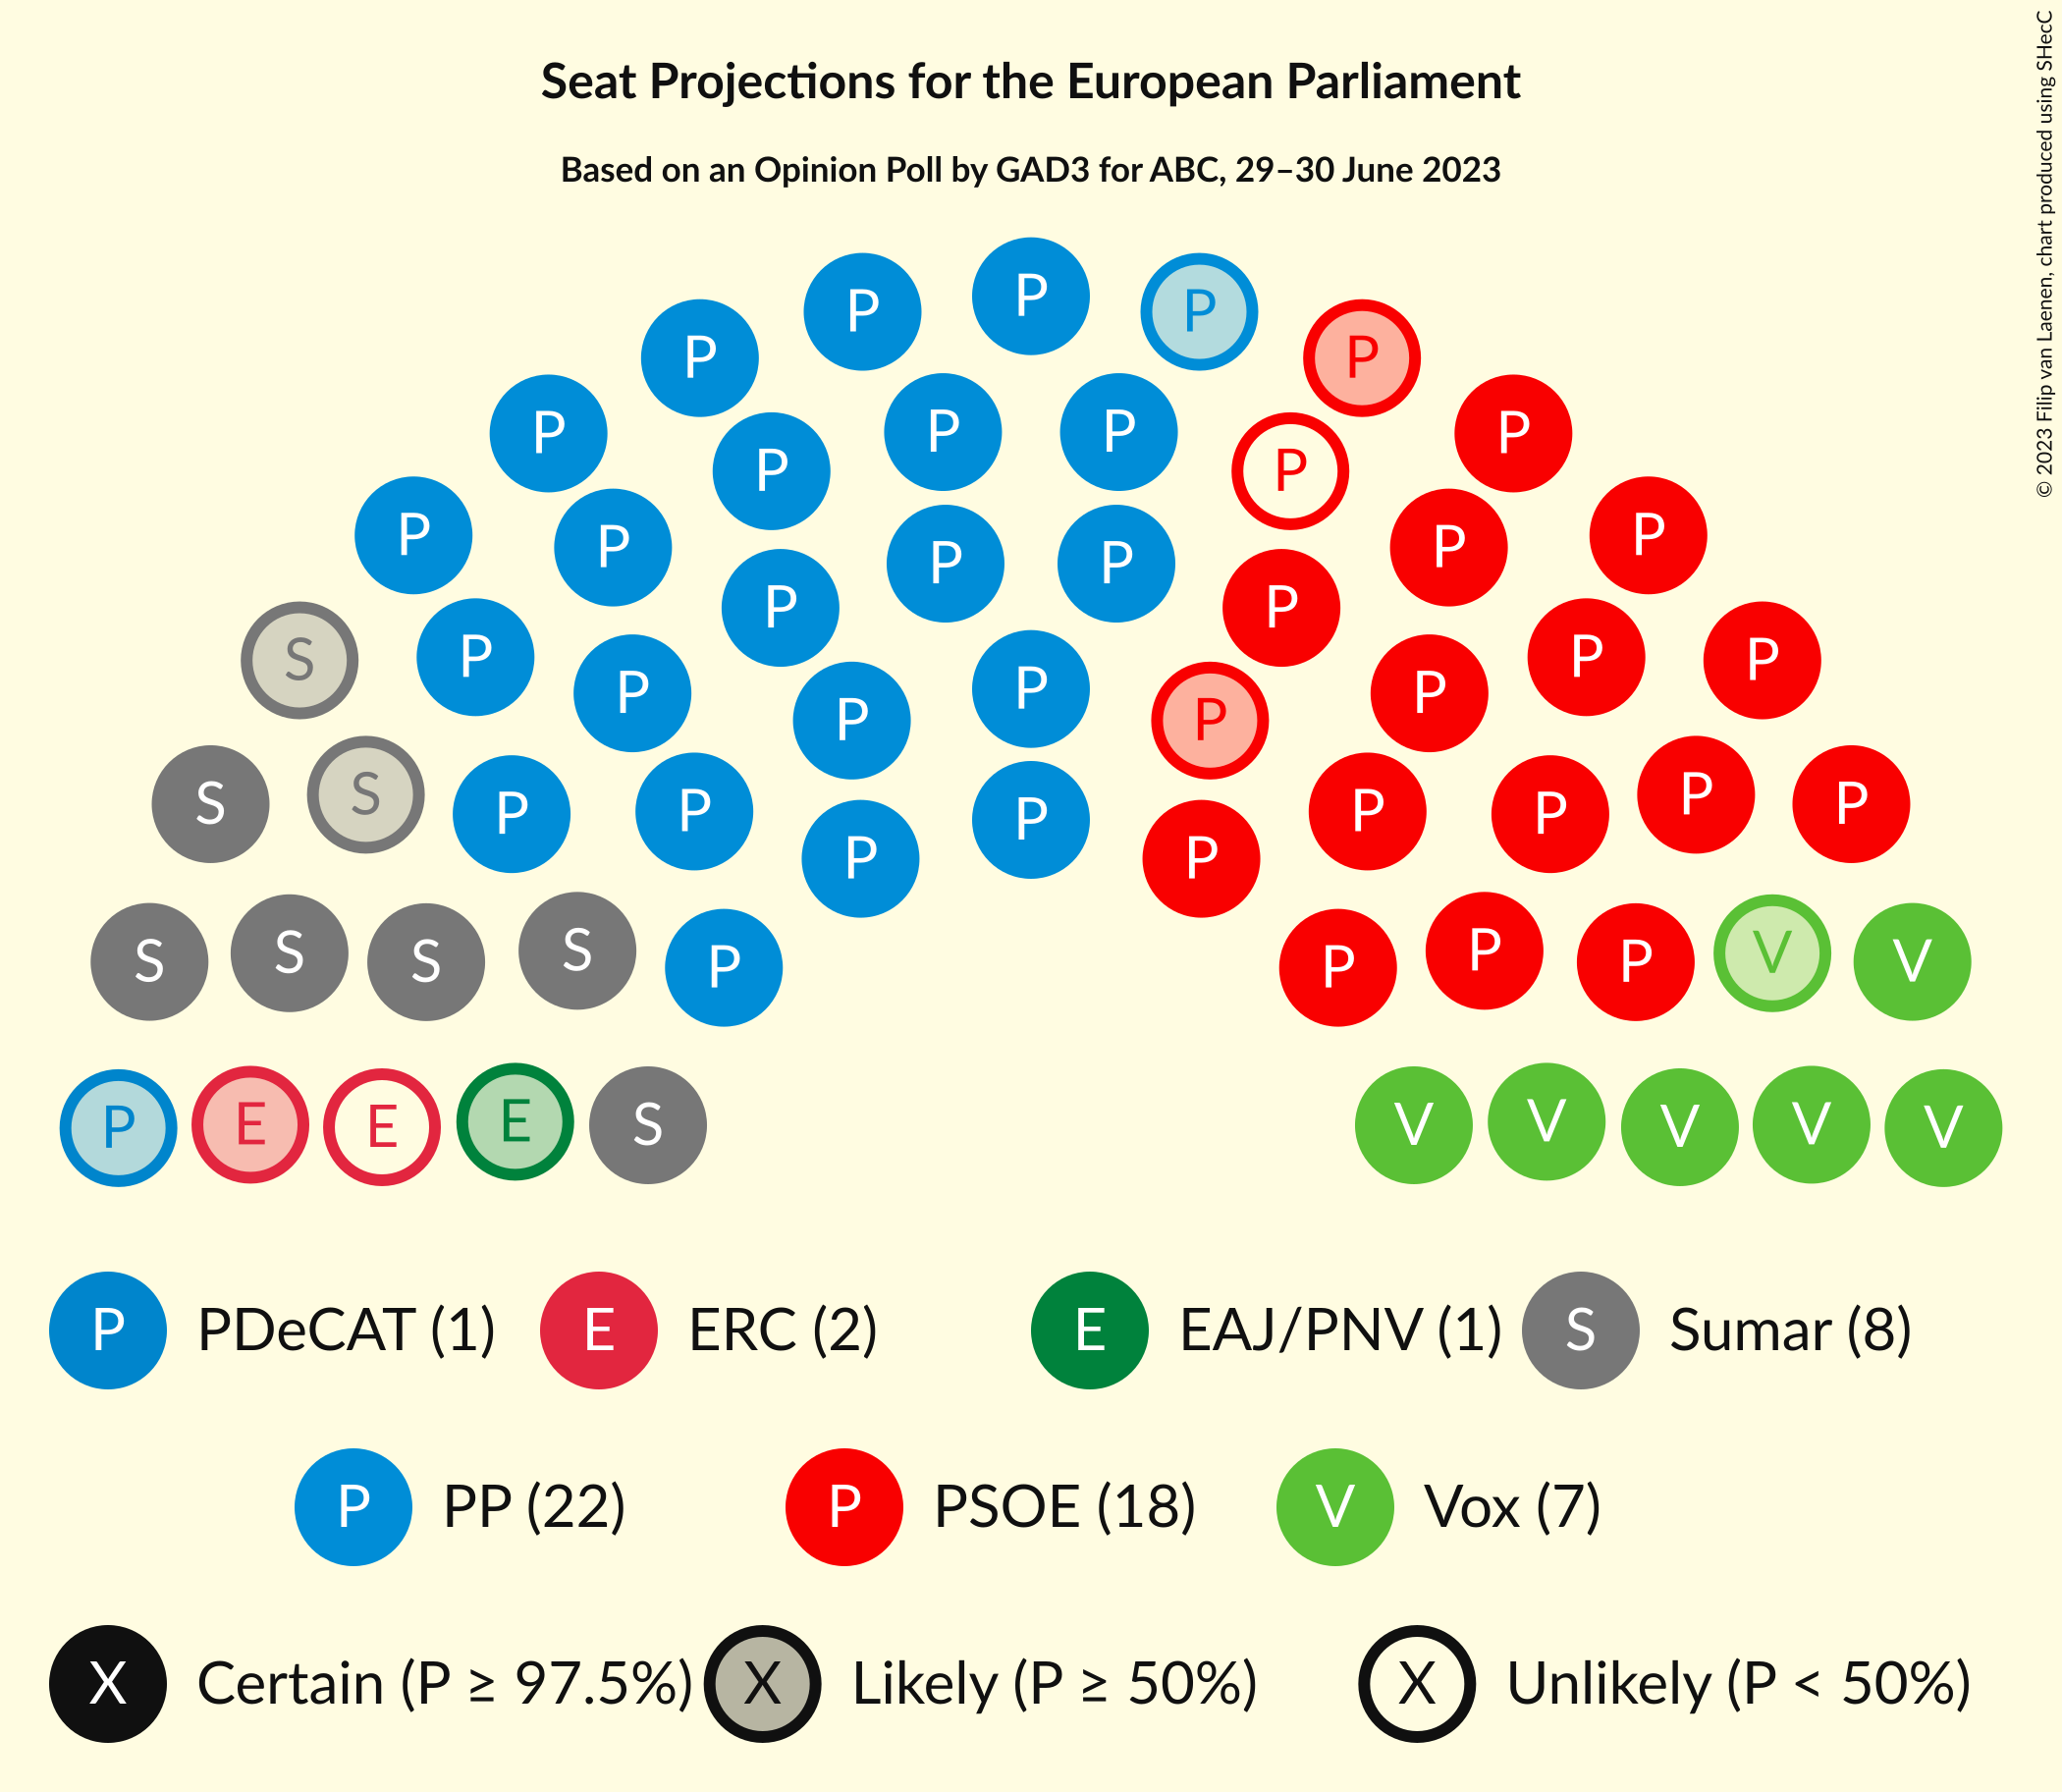 Seat Projections for the European Parliament
Based on an Opinion Poll by GAD3 for ABC, 29–30 June 2023
© 2023 Filip van Laenen, chart produced using SHecC
P P P P P
P P P P P P P
P P P P P P
P P P P P P
S P P P P P P
S S P P P P P P P P
P P
S S S S P P P P V V
P E E E S V V V V V
P PDeCAT (1) E ERC (2) E EAJ/PNV (1) S Sumar (8)
P PP (22) P PSOE (18) V Vox (7)
X Certain (P ≥ 97.5%) X Likely (P ≥ 50%) X Unlikely (P < 50%)